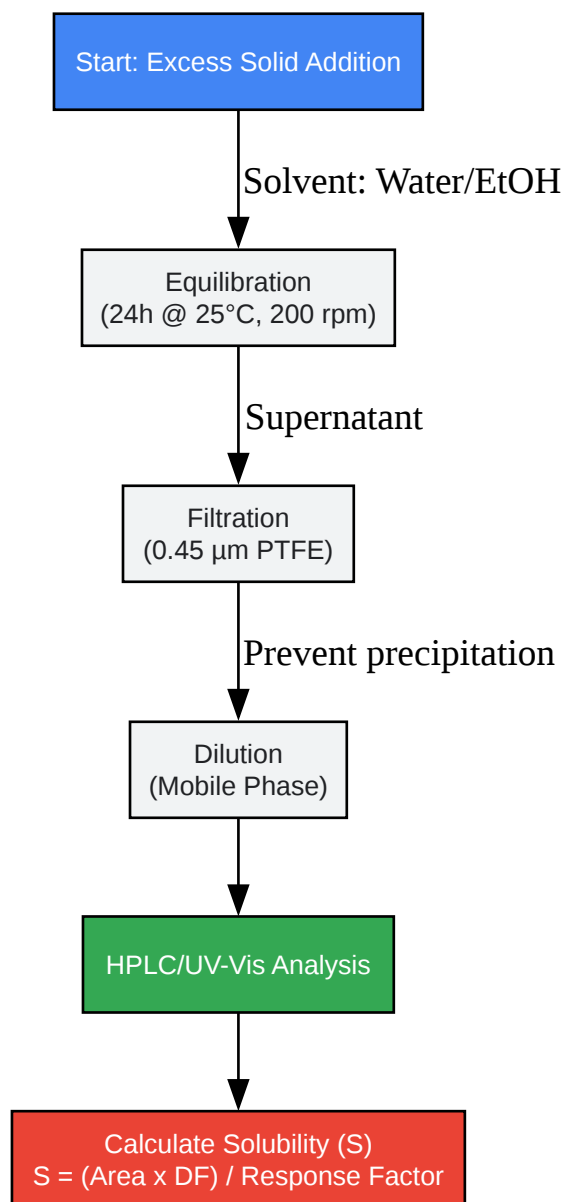 Start: Excess Solid Addition
Solvent: Water/EtOH
Equilibration
(24h @ 25°C, 200 rpm)
Supernatant
Filtration
(0.45 µm PTFE)
Prevent precipitation
Dilution
(Mobile Phase)
HPLC/UV-Vis Analysis
Calculate Solubility (S)
S = (Area x DF) / Response Factor